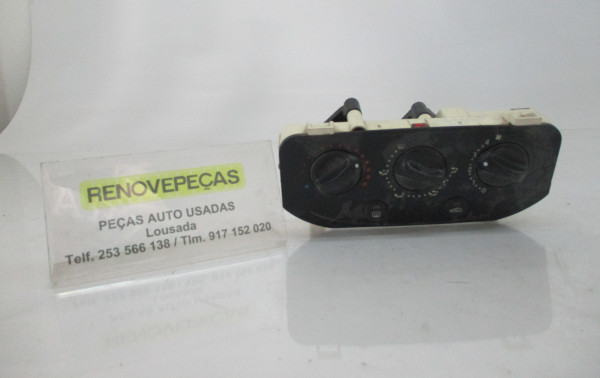 RENOVEPEÇAS
PEÇAS AUTO USADAS
Lousada
Telf. 253 566 138 / Tlm. 917 152 020